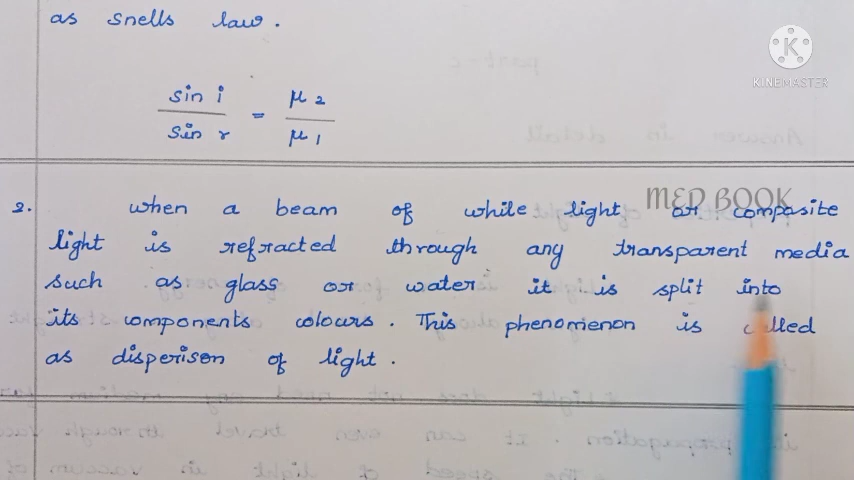 as snells law.
KINEMASTER
sin i / sin r = μ2 / μ1
MED BOOK
2. when a beam of while light or composite
light is refracted through any transparent media
such as glass or water it is split into
its components colours. This phenomenon is called
as disperison of light.